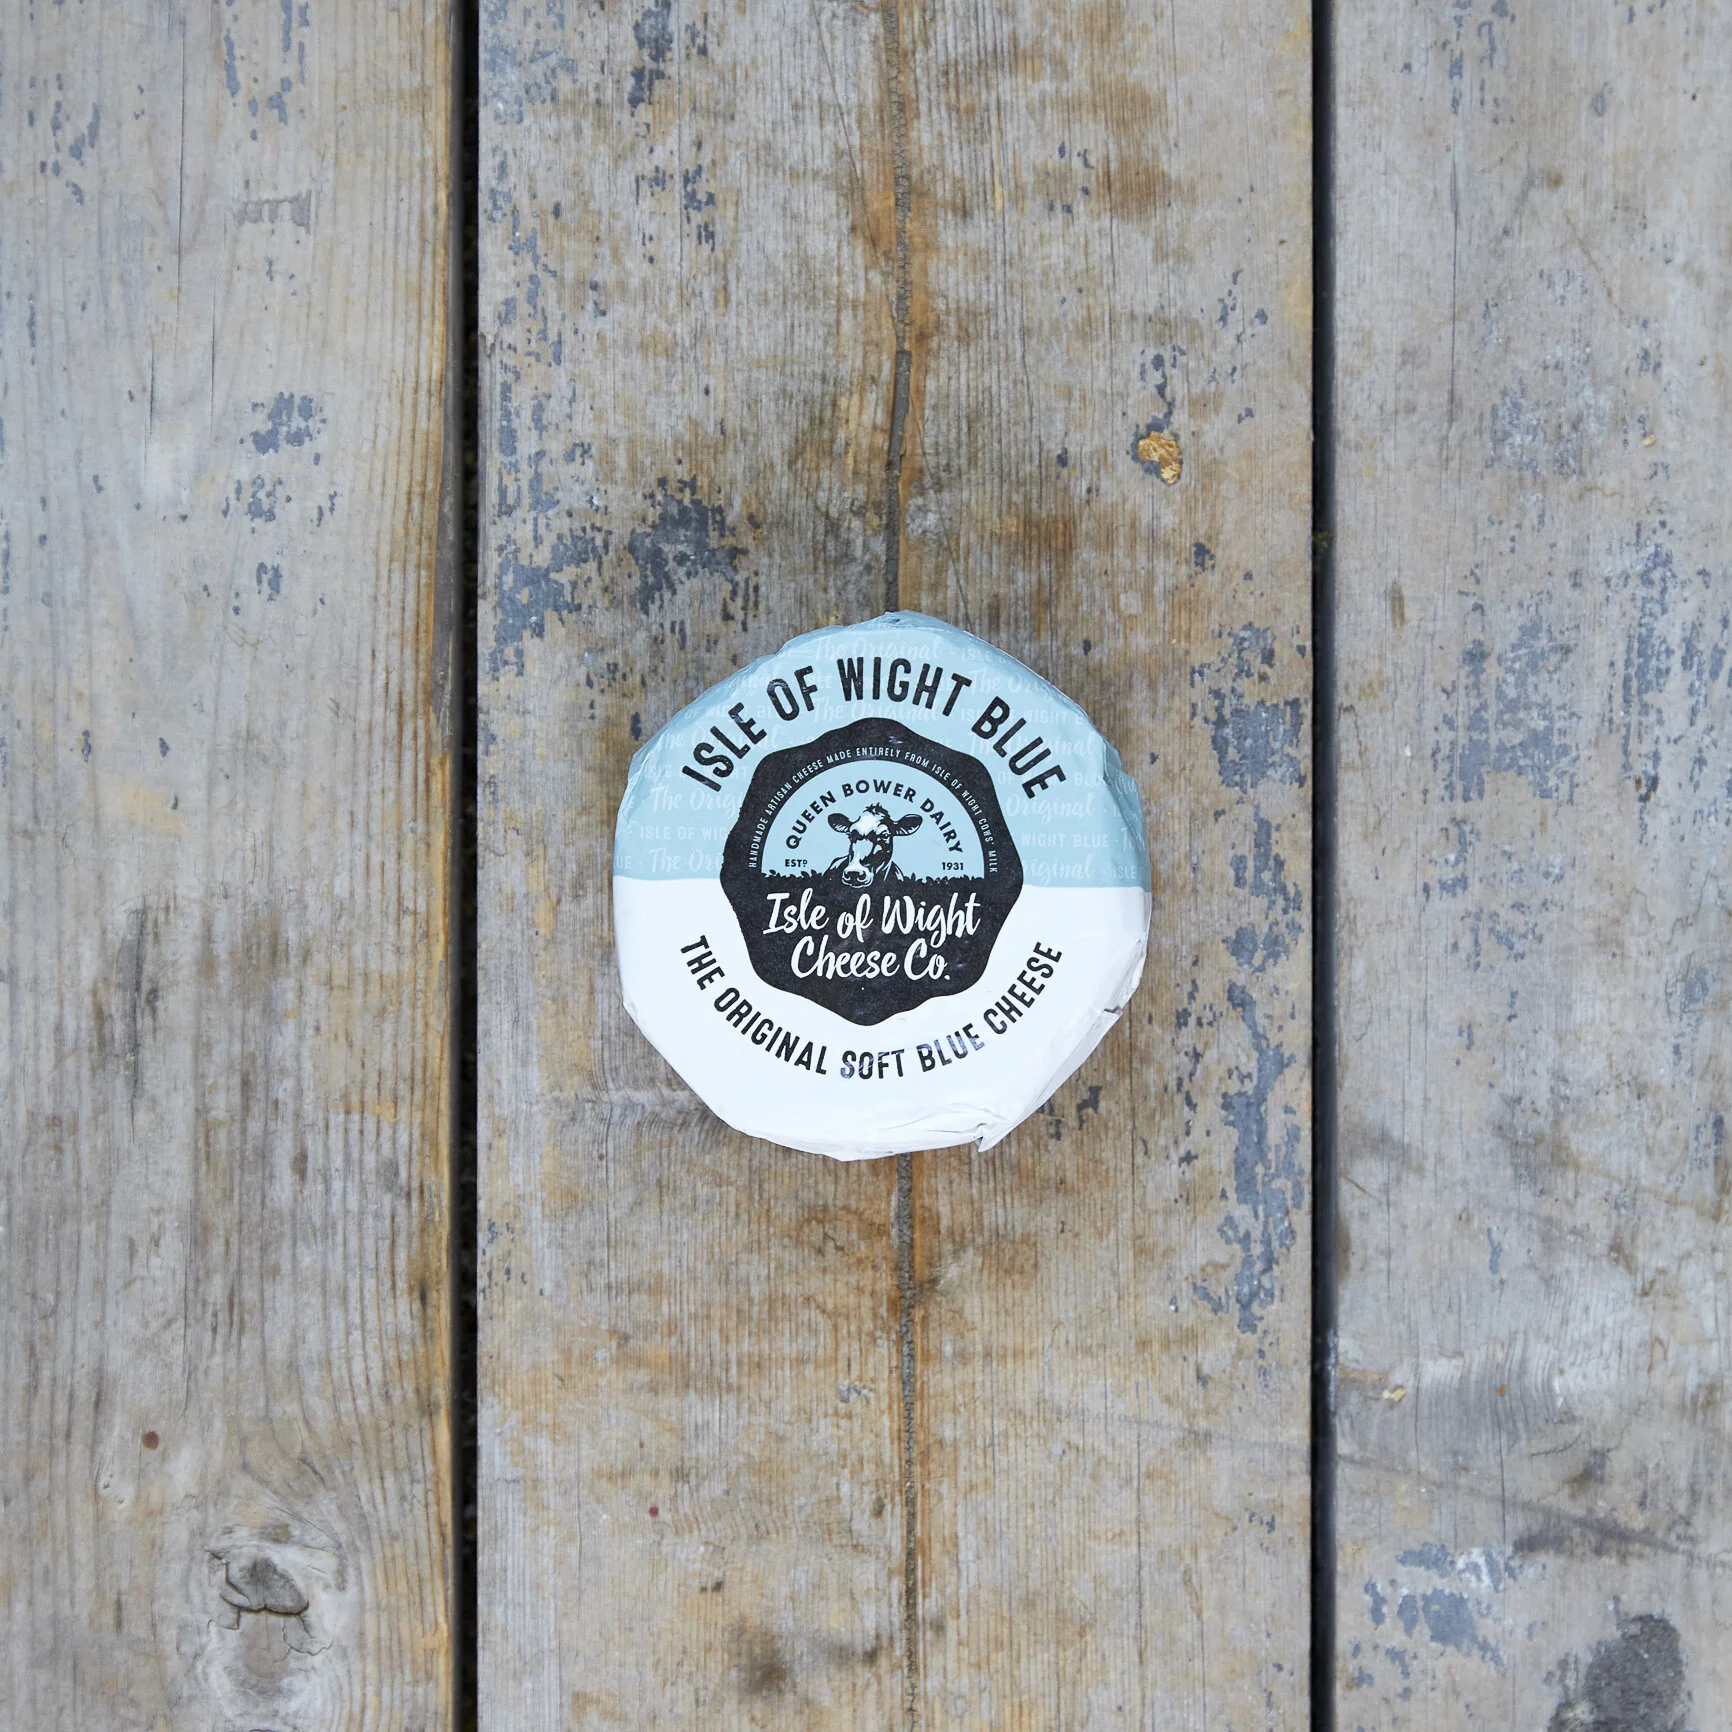 ISLE OF WIGHT BLUE
HANDMADE ARTISAN CHEESE MADE ENTIRELY FROM ISLE OF WIGHT COWS' MILK
QUEEN BOWER DAIRY
ESTD 1931
Isle of Wight
Cheese Co.
THE ORIGINAL SOFT BLUE CHEESE